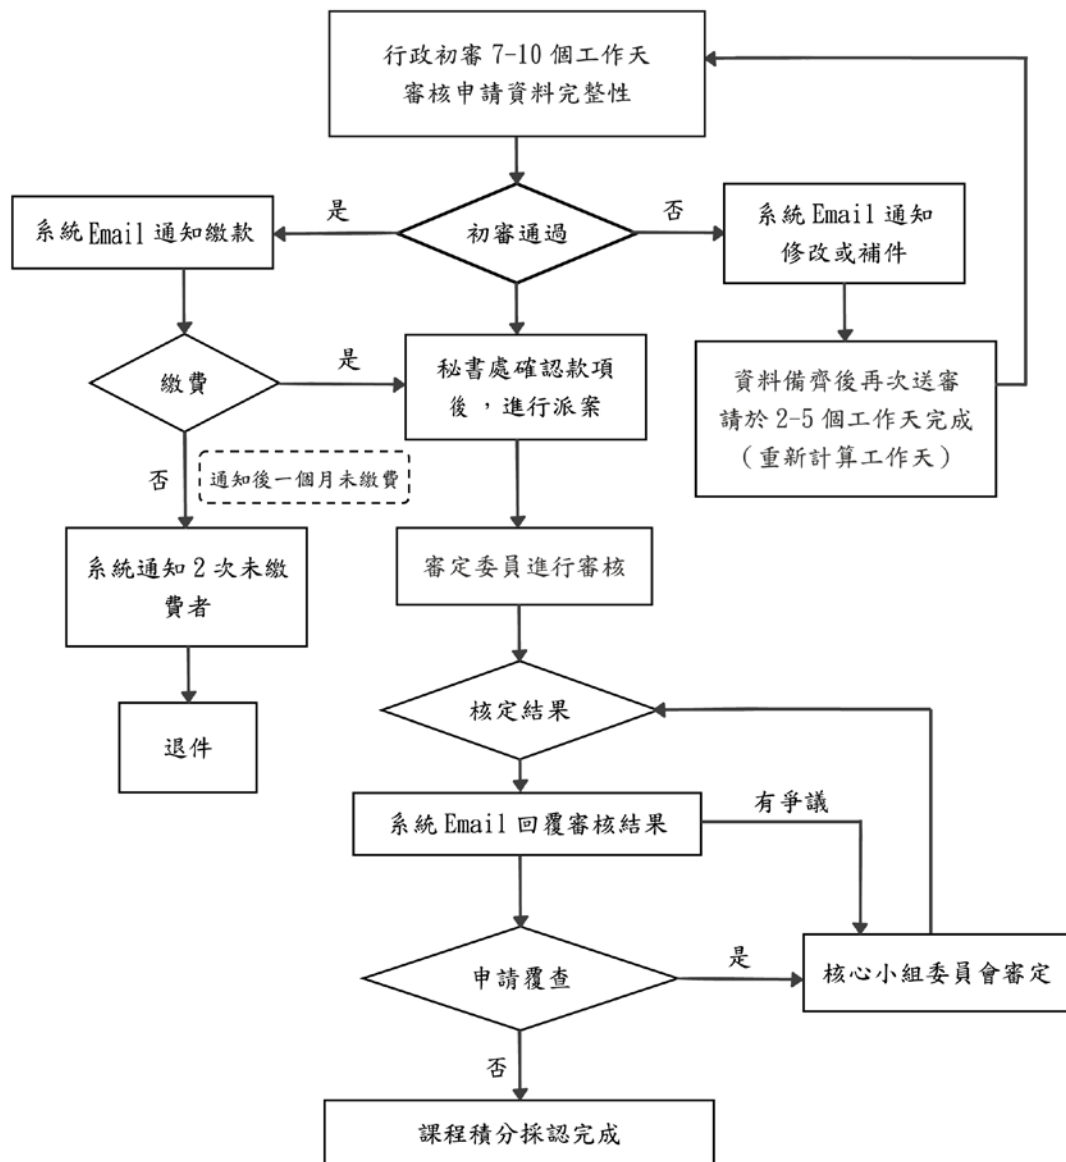 行政初審 7-10 個工作天
審核申請資料完整性
是
否
系統 Email 通知繳款
初審通過
系統 Email 通知
修改或補件
繳費
是
秘書處確認款項
後，進行派案
資料備齊後再次送審
請於 2-5 個工作天完成
（重新計算工作天）
否
通知後一個月未繳費
系統通知 2 次未繳
費者
審定委員進行審核
退件
核定結果
系統 Email 回覆審核結果
有爭議
申請覆查
是
核心小組委員會審定
否
課程積分採認完成